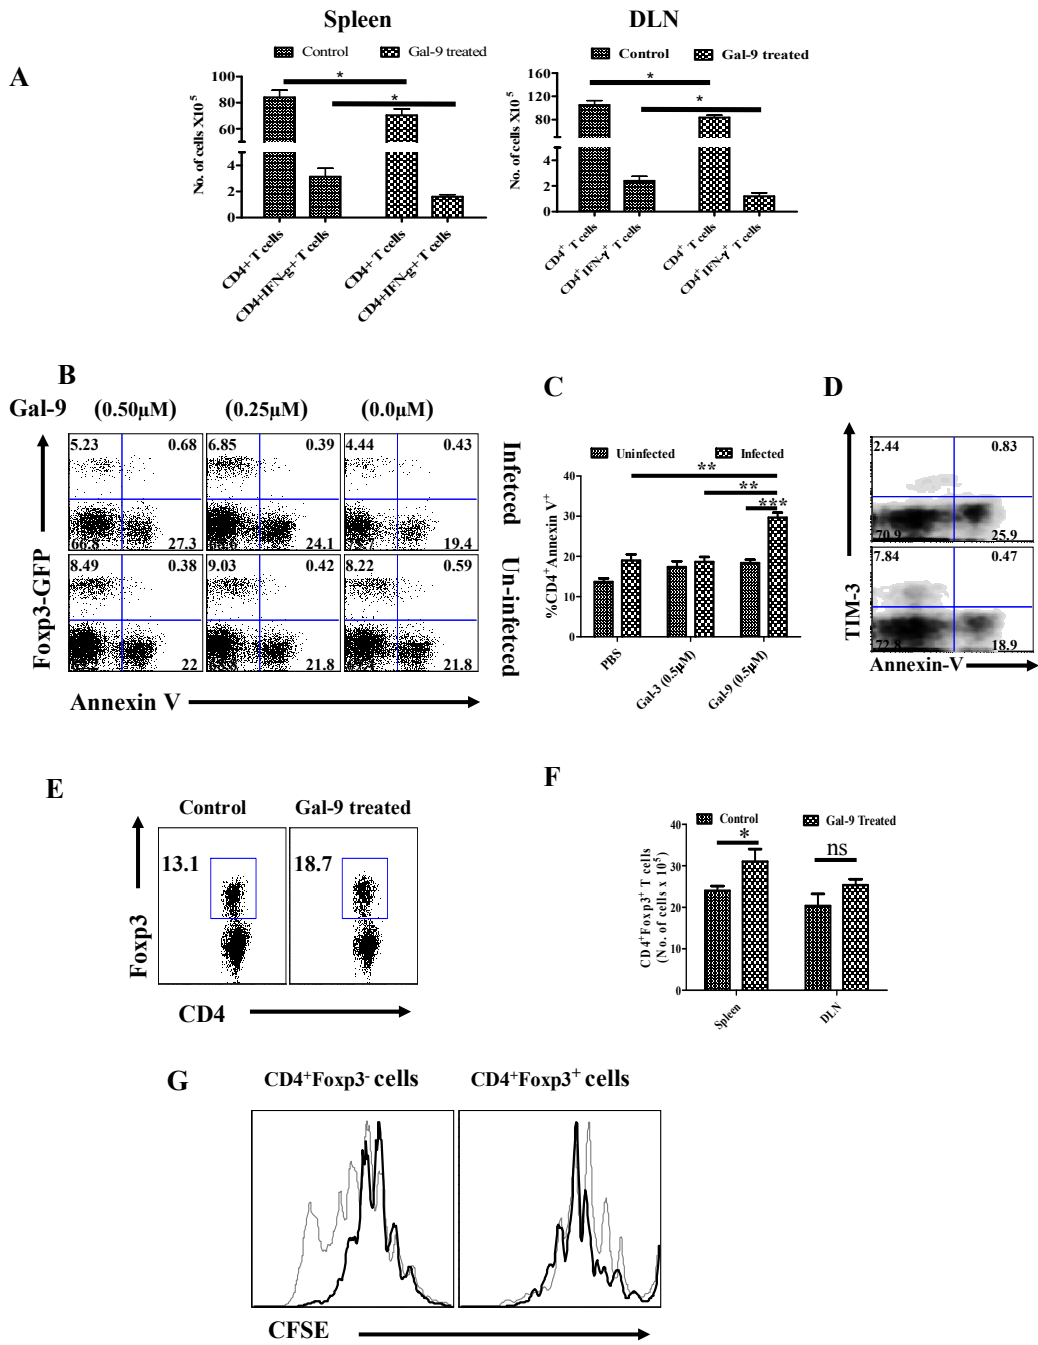 Spleen
DLN
Control
Gal-9 treated
Control
Gal-9 treated
A
No. of cells X10⁵
100
80
60
4
2
0
*
*
CD4+ T cells
CD4+IFN-g+ T cells
CD4+ T cells
CD4+IFN-g+ T cells
No. of cells X10⁵
160
120
80
4
2
0
*
*
CD4⁺ T cells
CD4⁺IFN-γ⁺ T cells
CD4⁺ T cells
CD4⁺IFN-γ⁺ T cells
B
Gal-9
(0.50μM)
(0.25μM)
(0.0μM)
5.23
0.68
6.85
0.39
4.44
0.43
66.8
27.3
24.1
19.4
Infetced
8.49
0.38
9.03
0.42
8.22
0.59
22
21.8
21.8
Un-infetced
Foxp3-GFP
Annexin V
C
Uninfected
Infected
%CD4⁺Annexin V⁺
40
30
20
10
0
**
**
***
PBS
Gal-3 (0.5μM)
Gal-9 (0.5μM)
D
2.44
0.83
70.9
25.9
7.84
0.47
72.8
18.9
TIM-3
Annexin-V
E
Control
Gal-9 treated
13.1
18.7
Foxp3
CD4
F
Control
Gal-9 Treated
CD4⁺Foxp3⁺ T cells
(No. of cells x 10⁵)
40
30
20
10
0
*
ns
Spleen
DLN
G
CD4⁺Foxp3⁻ cells
CD4⁺Foxp3⁺ cells
CFSE